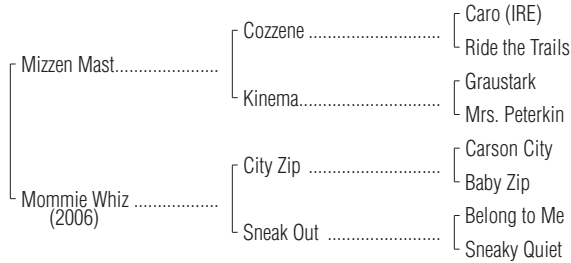 Caro (IRE)
Cozzene ........................
Ride the Trails
Mizzen Mast...................
Graustark
Kinema..........................
Mrs. Peterkin
Carson City
City Zip ........................
Baby Zip
Mommie Whiz ................
(2006)
Belong to Me
Sneak Out ....................
Sneaky Quiet